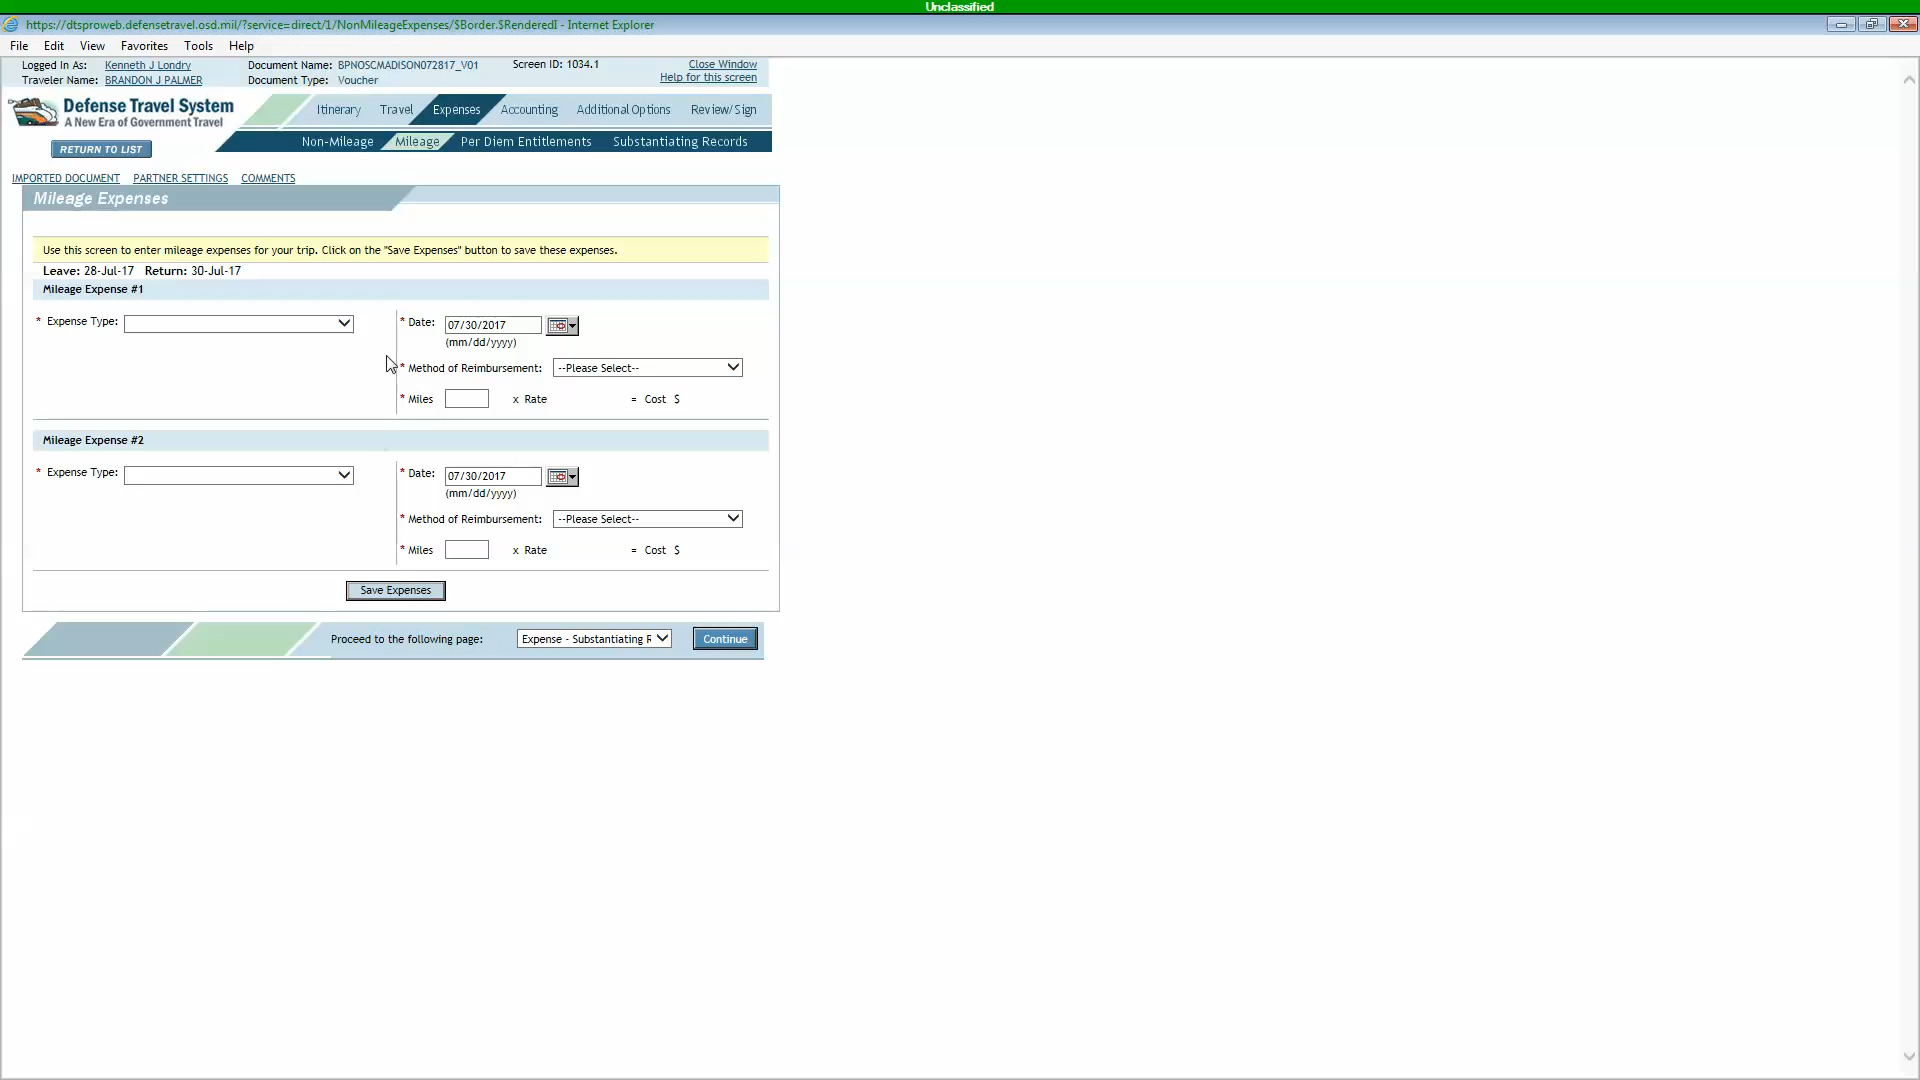 Unclassified
https://dtsproweb.defensetravel.osd.mil/?service=direct/1/NonMileageExpenses/$Border.$RenderedI - Internet Explorer
File Edit View Favorites Tools Help
Logged In As: Kenneth J Londry Document Name: BPNOSCMADISON072817_V01 Screen ID: 1034.1 Close Window
Traveler Name: BRANDON J PALMER Document Type: Voucher Help for this screen
Defense Travel System
A New Era of Government Travel
Itinerary Travel Expenses Accounting Additional Options Review/Sign
RETURN TO LIST
Non-Mileage Mileage Per Diem Entitlements Substantiating Records
IMPORTED DOCUMENT PARTNER SETTINGS COMMENTS
Mileage Expenses
Use this screen to enter mileage expenses for your trip. Click on the "Save Expenses" button to save these expenses.
Leave: 28-Jul-17 Return: 30-Jul-17
Mileage Expense #1
* Expense Type: * Date: 07/30/2017
(mm/dd/yyyy)
* Method of Reimbursement: --Please Select--
* Miles x Rate = Cost $
Mileage Expense #2
* Expense Type: * Date: 07/30/2017
(mm/dd/yyyy)
* Method of Reimbursement: --Please Select--
* Miles x Rate = Cost $
Save Expenses
Proceed to the following page: Expense - Substantiating R Continue